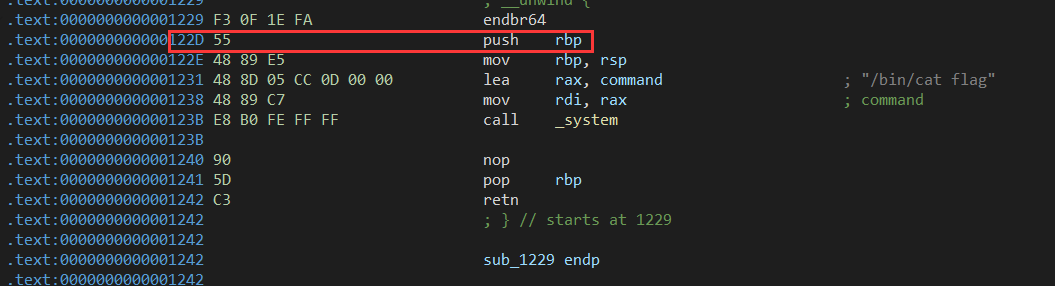 .text:0000000000001229 ; __unwind {
.text:0000000000001229 F3 0F 1E FA endbr64
.text:000000000000122D 55 push rbp
.text:000000000000122E 48 89 E5 mov rbp, rsp
.text:0000000000001231 48 8D 05 CC 0D 00 00 lea rax, command ; "/bin/cat flag"
.text:0000000000001238 48 89 C7 mov rdi, rax ; command
.text:000000000000123B E8 B0 FE FF FF call _system
.text:000000000000123B
.text:0000000000001240 90 nop
.text:0000000000001241 5D pop rbp
.text:0000000000001242 C3 retn
.text:0000000000001242 ; } // starts at 1229
.text:0000000000001242
.text:0000000000001242 sub_1229 endp
.text:0000000000001242